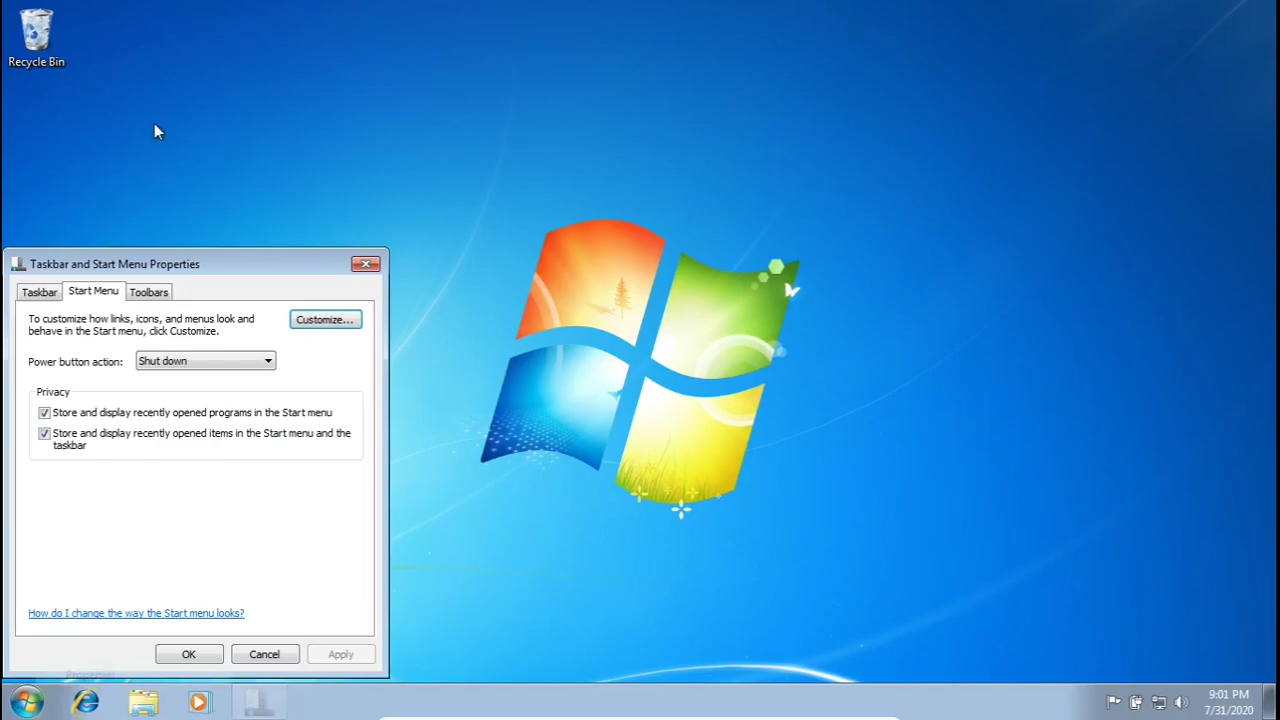 Recycle Bin
Taskbar and Start Menu Properties
Taskbar
Start Menu
Toolbars
To customize how links, icons, and menus look and
behave in the Start menu, click Customize.
Customize...
Power button action:
Shut down
Privacy
Store and display recently opened programs in the Start menu
Store and display recently opened items in the Start menu and the
taskbar
How do I change the way the Start menu looks?
OK
Cancel
Apply
Properties
9:01 PM
7/31/2020